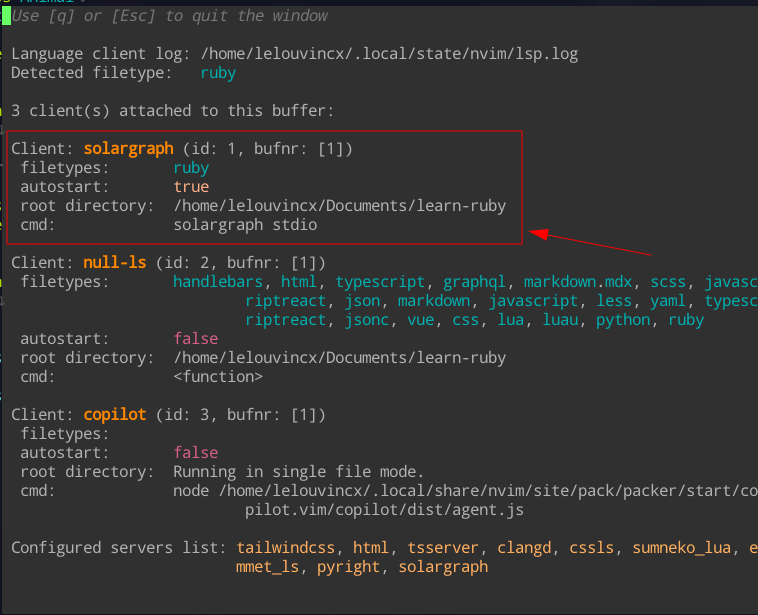 Use [q] or [Esc] to quit the window
Language client log: /home/lelouvincx/.local/state/nvim/lsp.log
Detected filetype: ruby
3 client(s) attached to this buffer:
Client: solargraph (id: 1, bufnr: [1])
filetypes: ruby
autostart: true
root directory: /home/lelouvincx/Documents/learn-ruby
cmd: solargraph stdio
Client: null-ls (id: 2, bufnr: [1])
filetypes: handlebars, html, typescript, graphql, markdown.mdx, scss, javasc
riptreact, json, markdown, javascript, less, yaml, typesc
riptreact, jsonc, vue, css, lua, luau, python, ruby
autostart: false
root directory: /home/lelouvincx/Documents/learn-ruby
cmd: <function>
Client: copilot (id: 3, bufnr: [1])
filetypes:
autostart: false
root directory: Running in single file mode.
cmd: node /home/lelouvincx/.local/share/nvim/site/pack/packer/start/co
pilot.vim/copilot/dist/agent.js
Configured servers list: tailwindcss, html, tsserver, clangd, cssls, sumneko_lua, e
mmet_ls, pyright, solargraph